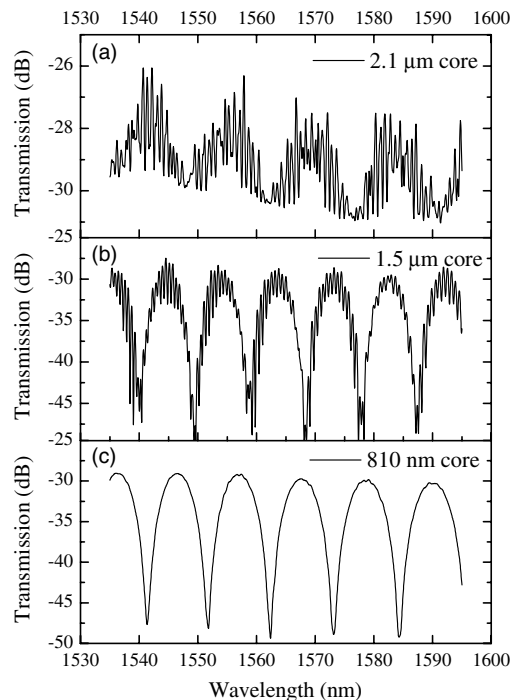 1530 1540 1550 1560 1570 1580 1590 1600
(a)
2.1 µm core
-26
-28
-30
Transmission (dB)
-25
(b)
1.5 µm core
-30
-35
-40
-45
Transmission (dB)
-25
(c)
810 nm core
-30
-35
-40
-45
-50
Transmission (dB)
1530 1540 1550 1560 1570 1580 1590 1600
Wavelength (nm)